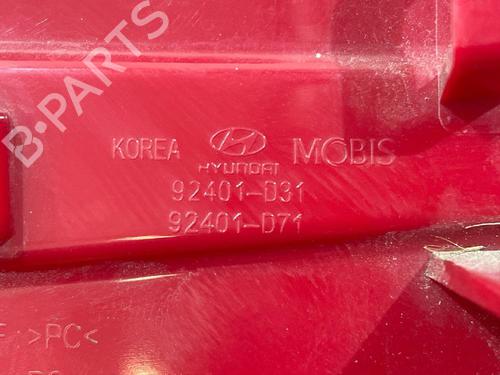 B-PARTS
KOREA HYUNDAI MOBIS
92401-D31
92401-D71
>PC<